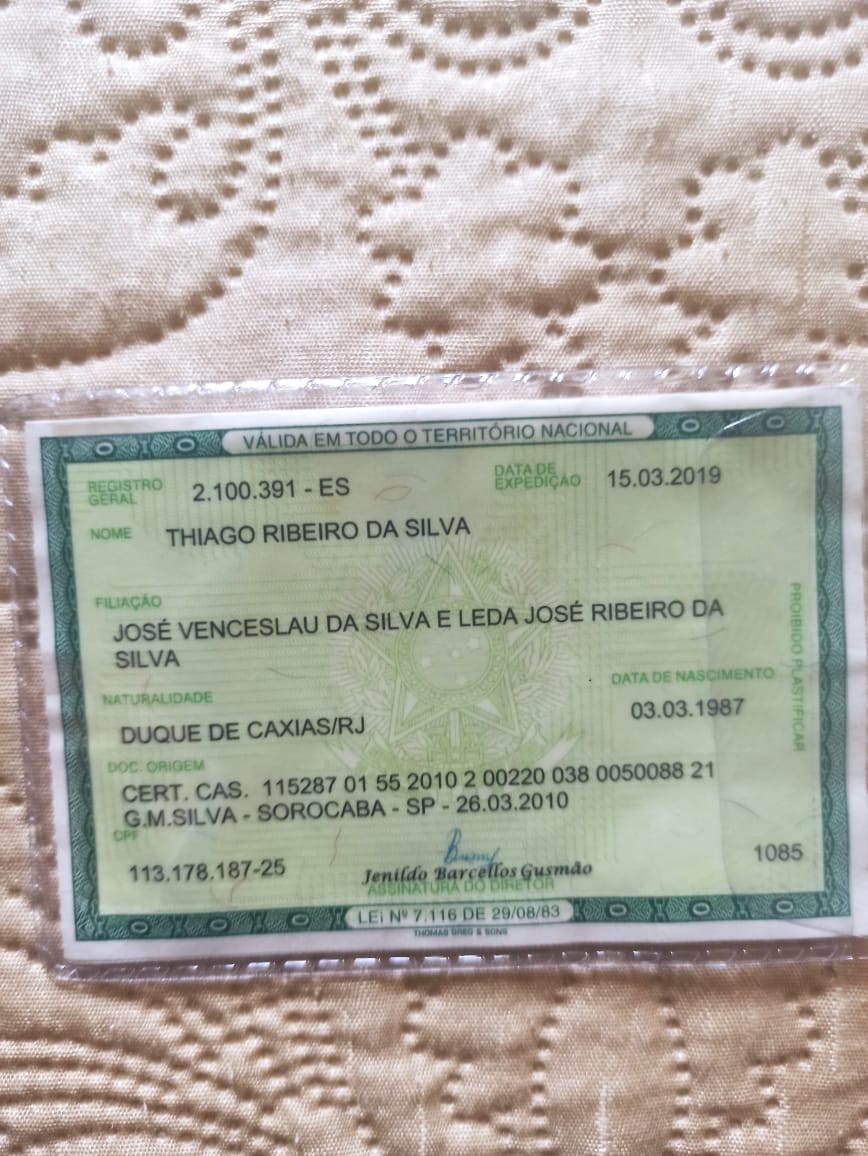 VÁLIDA EM TODO O TERRITÓRIO NACIONAL
REGISTRO GERAL 2.100.391 - ES DATA DE EXPEDIÇÃO 15.03.2019
NOME THIAGO RIBEIRO DA SILVA
FILIAÇÃO
JOSÉ VENCESLAU DA SILVA E LEDA JOSÉ RIBEIRO DA
SILVA
NATURALIDADE DATA DE NASCIMENTO
DUQUE DE CAXIAS/RJ 03.03.1987
DOC. ORIGEM
CERT. CAS. 115287 01 55 2010 2 00220 038 0050088 21
G.M.SILVA - SOROCABA - SP - 26.03.2010
CPF
113.178.187-25 Jenildo Barcellos Gusmão 1085
ASSINATURA DO DIRETOR
LEI Nº 7.116 DE 29/08/83
THOMAS GREG & SONS
PROIBIDO PLASTIFICAR